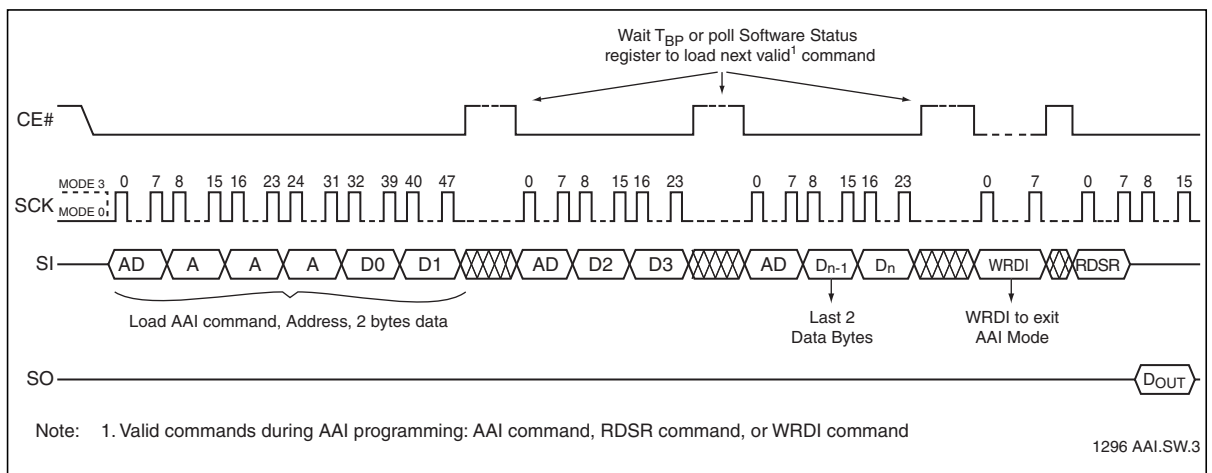 Wait TBP or poll Software Status
register to load next valid1 command
CE#
MODE 3
MODE 0
SCK
0 7 8 15 16 23 24 31 32 39 40 47 0 7 8 15 16 23 0 7 8 15 16 23 0 7 0 7 8 15
SI
AD A A A D0 D1 AD D2 D3 AD Dn-1 Dn WRDI RDSR
Load AAI command, Address, 2 bytes data
Last 2
Data Bytes
WRDI to exit
AAI Mode
SO
DOUT
Note: 1. Valid commands during AAI programming: AAI command, RDSR command, or WRDI command
1296 AAI.SW.3